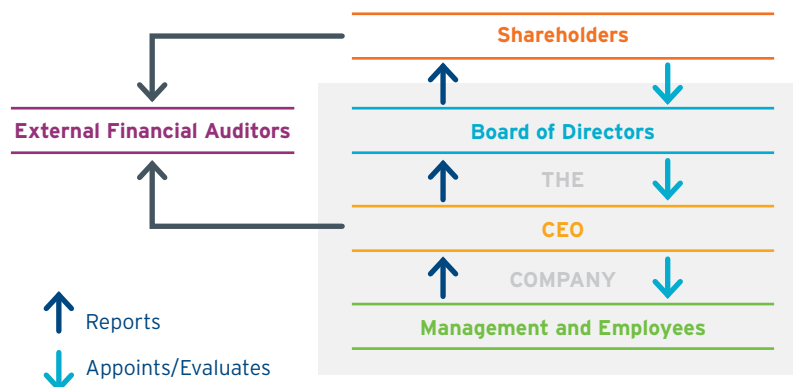 Shareholders
External Financial Auditors
Board of Directors
THE
CEO
COMPANY
Management and Employees
Reports
Appoints/Evaluates